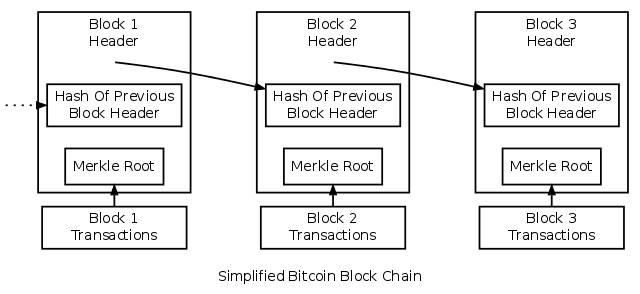 Block 1
Header
Hash Of Previous
Block Header
Merkle Root
Block 1
Transactions
Block 2
Header
Hash Of Previous
Block Header
Merkle Root
Block 2
Transactions
Block 3
Header
Hash Of Previous
Block Header
Merkle Root
Block 3
Transactions
Simplified Bitcoin Block Chain